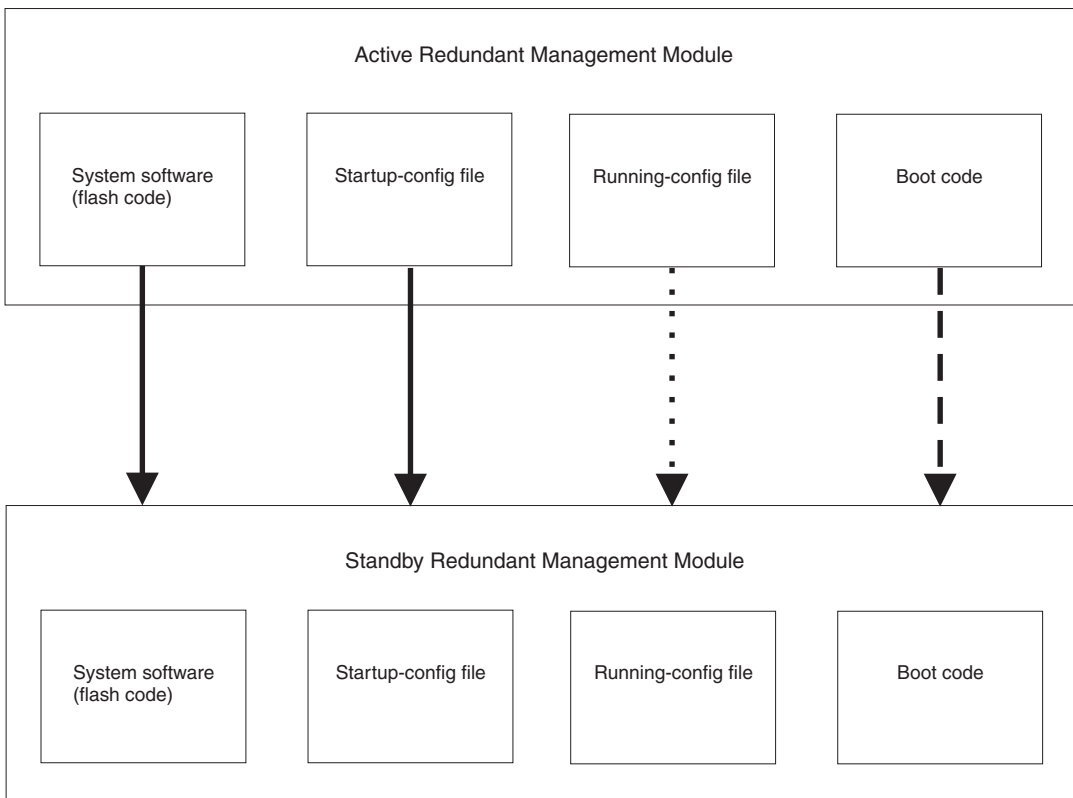 Active Redundant Management Module
System software
(flash code)
Startup-config file
Running-config file
Boot code
Standby Redundant Management Module
System software
(flash code)
Startup-config file
Running-config file
Boot code